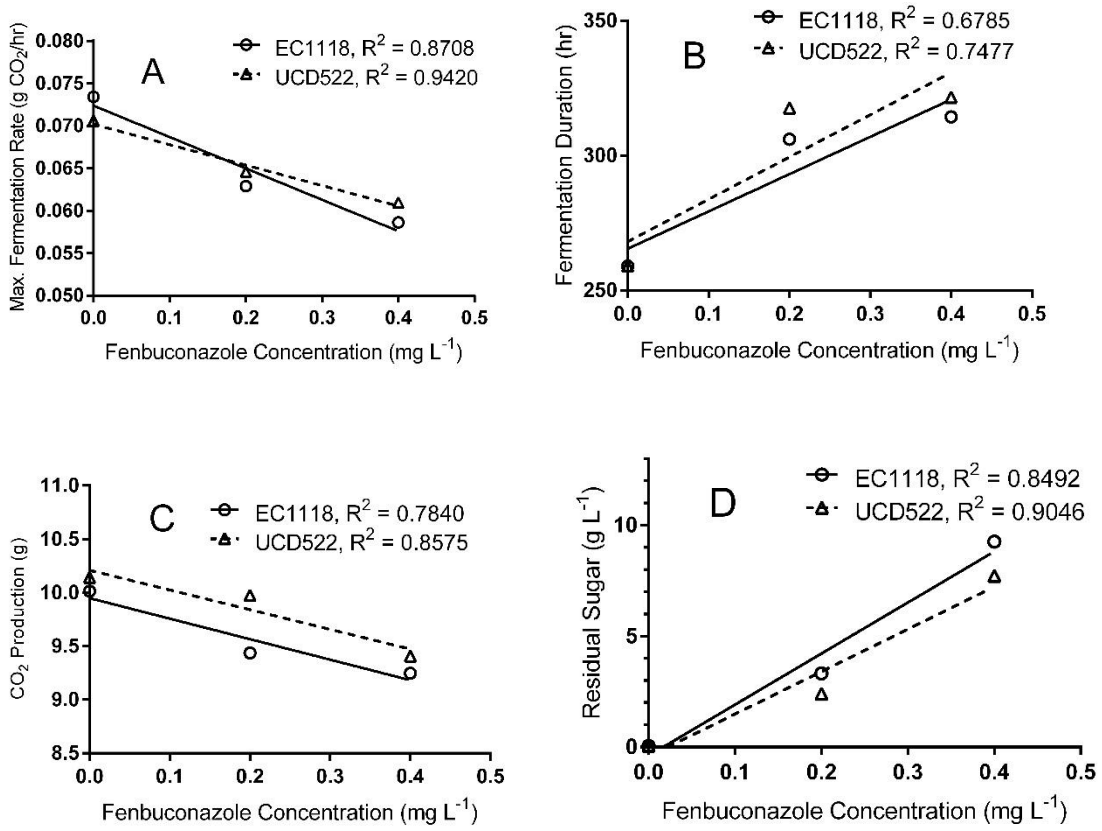 A
EC1118, R² = 0.8708
UCD522, R² = 0.9420
Max. Fermentation Rate (g CO₂/hr)
0.080
0.075
0.070
0.065
0.060
0.055
0.050
0.0 0.1 0.2 0.3 0.4 0.5
Fenbuconazole Concentration (mg L⁻¹)
B
EC1118, R² = 0.6785
UCD522, R² = 0.7477
Fermentation Duration (hr)
350
300
250
0.0 0.1 0.2 0.3 0.4 0.5
Fenbuconazole Concentration (mg L⁻¹)
C
EC1118, R² = 0.7840
UCD522, R² = 0.8575
CO₂ Production (g)
11.0
10.5
10.0
9.5
9.0
8.5
0.0 0.1 0.2 0.3 0.4 0.5
Fenbuconazole Concentration (mg L⁻¹)
D
EC1118, R² = 0.8492
UCD522, R² = 0.9046
Residual Sugar (g L⁻¹)
10
5
0
0.0 0.1 0.2 0.3 0.4 0.5
Fenbuconazole Concentration (mg L⁻¹)